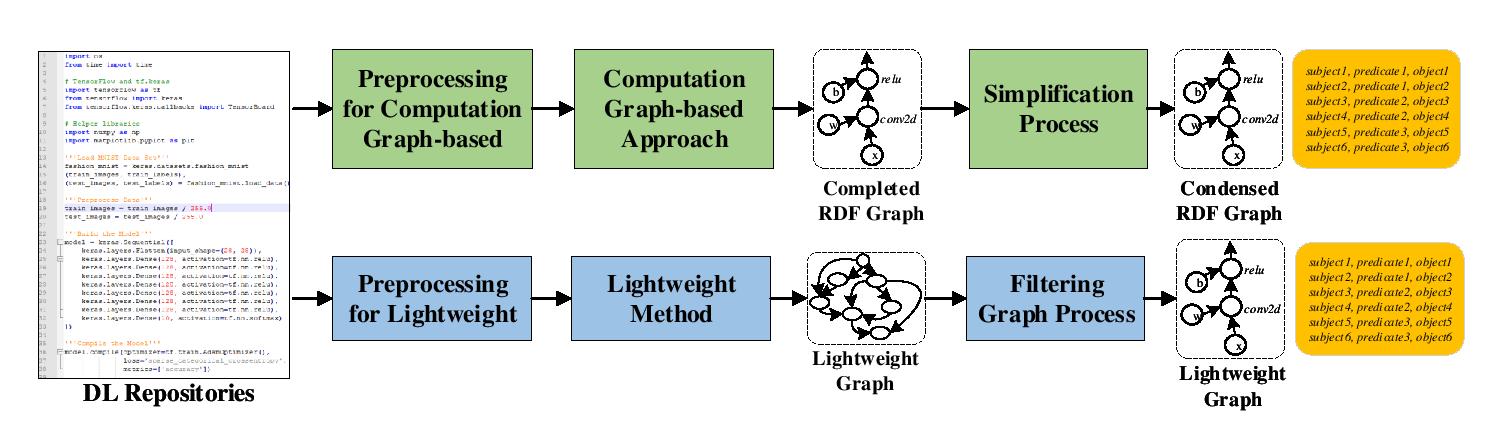 import os
from time import time
# TensorFlow and tf.keras
import tensorflow as tf
from tensorflow import keras
from tensorflow.keras.callbacks import TensorBoard
# Helper libraries
import numpy as np
import matplotlib.pyplot as plt
'''Load MNIST Data Set'''
fashion_mnist = keras.datasets.fashion_mnist
(train_images, train_labels),
(test_images, test_labels) = fashion_mnist.load_data()
'''Preprocess Data'''
train_images = train_images / 255.0
test_images = test_images / 255.0
'''Build the Model'''
model = keras.Sequential([
keras.layers.Flatten(input_shape=(28, 28)),
keras.layers.Dense(128, activation=tf.nn.relu),
keras.layers.Dense(128, activation=tf.nn.relu),
keras.layers.Dense(128, activation=tf.nn.relu),
keras.layers.Dense(128, activation=tf.nn.relu),
keras.layers.Dense(128, activation=tf.nn.relu),
keras.layers.Dense(128, activation=tf.nn.relu),
keras.layers.Dense(128, activation=tf.nn.relu),
keras.layers.Dense(10, activation=tf.nn.softmax)
])
'''Compile the Model'''
model.compile(optimizer=tf.train.AdamOptimizer(),
loss='sparse_categorical_crossentropy',
metrics=['accuracy'])
DL Repositories
Preprocessing
for Computation
Graph-based
Computation
Graph-based
Approach
relu
b
conv2d
w
x
Completed
RDF Graph
Simplification
Process
relu
b
conv2d
w
x
Condensed
RDF Graph
subject1, predicate1, object1
subject2, predicate1, object2
subject3, predicate2, object3
subject4, predicate2, object4
subject5, predicate3, object5
subject6, predicate3, object6
Preprocessing
for Lightweight
Lightweight
Method
Lightweight
Graph
Filtering
Graph Process
relu
b
conv2d
w
x
Lightweight
Graph
subject1, predicate1, object1
subject2, predicate1, object2
subject3, predicate2, object3
subject4, predicate2, object4
subject5, predicate3, object5
subject6, predicate3, object6